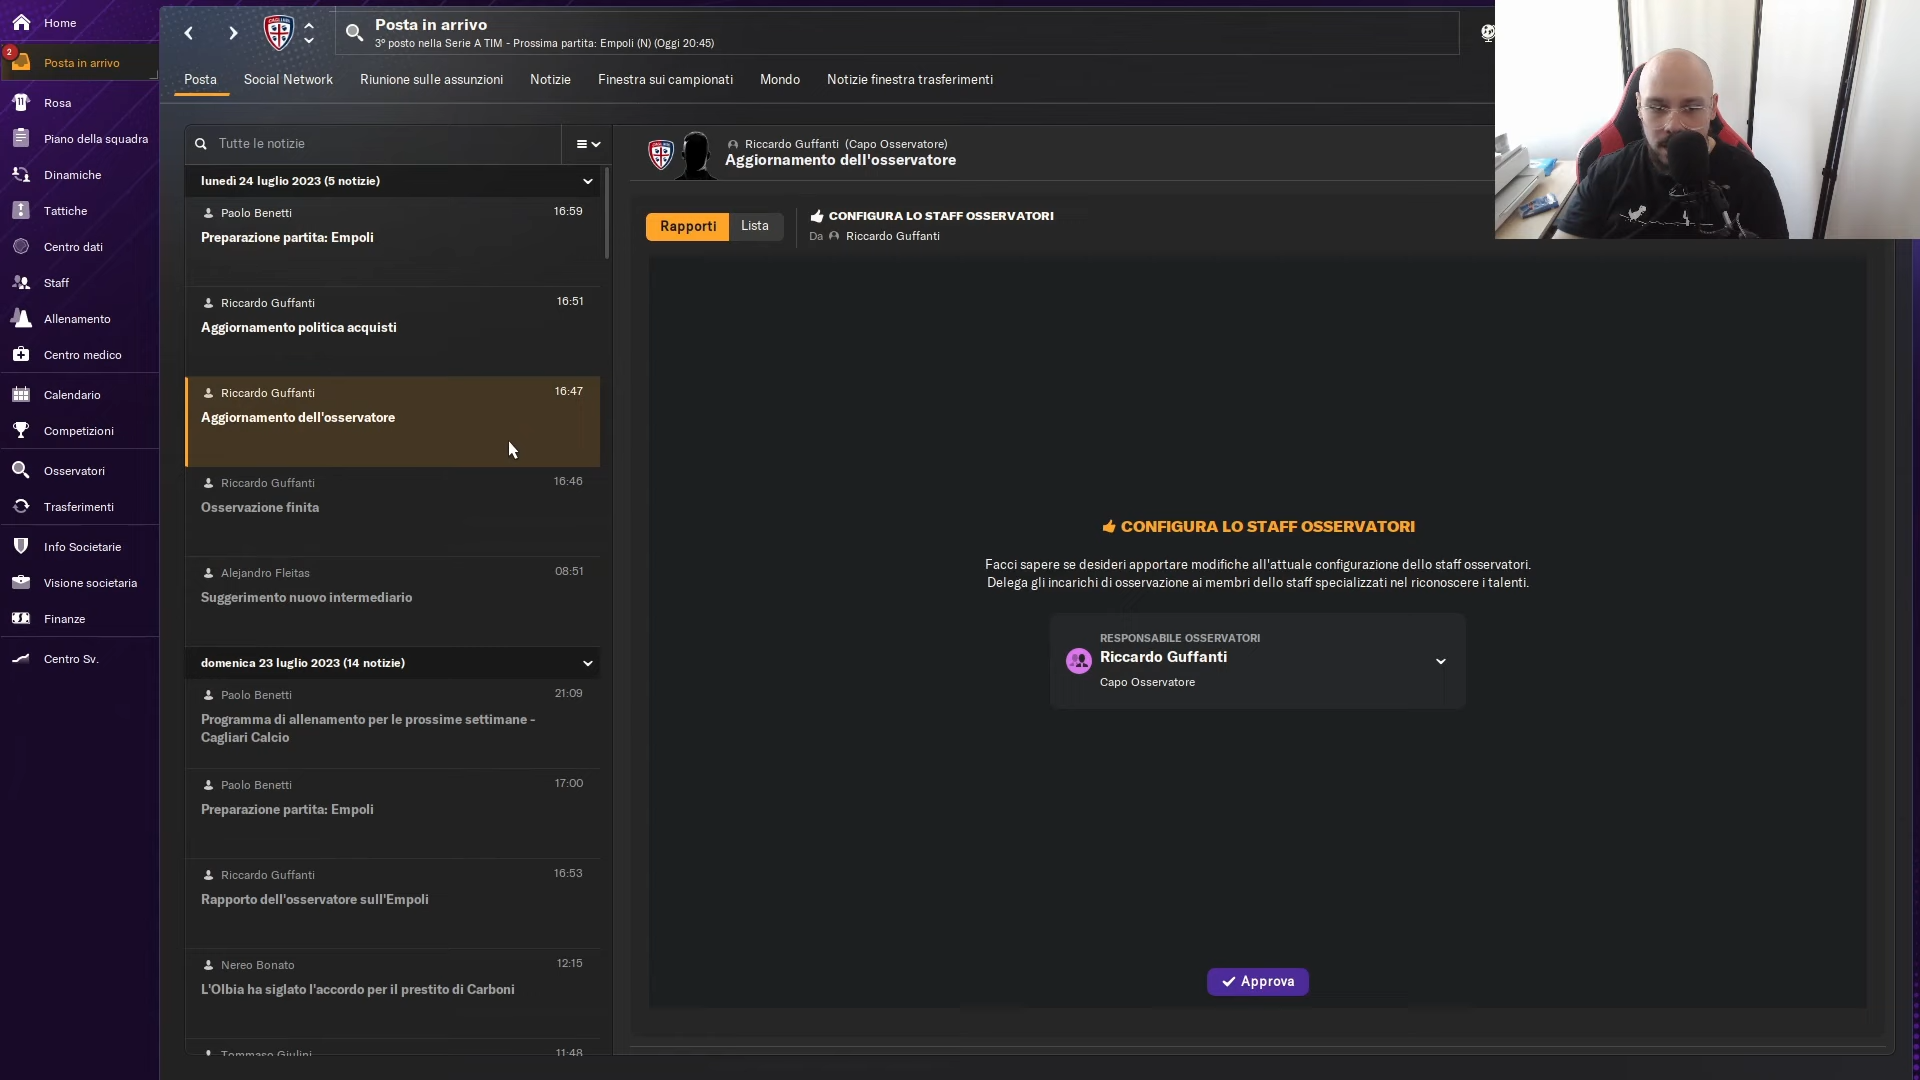 Home
2
Posta in arrivo
Rosa
Piano della squadra
Dinamiche
Tattiche
Centro dati
Staff
Allenamento
Centro medico
Calendario
Competizioni
Osservatori
Trasferimenti
Info Societarie
Visione societaria
Finanze
Centro Sv.
Posta in arrivo
3° posto nella Serie A TIM - Prossima partita: Empoli (N) (Oggi 20:45)
Posta
Social Network
Riunione sulle assunzioni
Notizie
Finestra sui campionati
Mondo
Notizie finestra trasferimenti
Tutte le notizie
lunedì 24 luglio 2023 (5 notizie)
Paolo Benetti 16:59
Preparazione partita: Empoli
Riccardo Guffanti 16:51
Aggiornamento politica acquisti
Riccardo Guffanti 16:47
Aggiornamento dell'osservatore
Riccardo Guffanti 16:46
Osservazione finita
Alejandro Fleitas 08:51
Suggerimento nuovo intermediario
domenica 23 luglio 2023 (14 notizie)
Paolo Benetti 21:09
Programma di allenamento per le prossime settimane -
Cagliari Calcio
Paolo Benetti 17:00
Preparazione partita: Empoli
Riccardo Guffanti 16:53
Rapporto dell'osservatore sull'Empoli
Nereo Bonato 12:15
L'Olbia ha siglato l'accordo per il prestito di Carboni
Tommaso Giulini 11:48
Riccardo Guffanti (Capo Osservatore)
Aggiornamento dell'osservatore
Rapporti
Lista
CONFIGURA LO STAFF OSSERVATORI
Da Riccardo Guffanti
CONFIGURA LO STAFF OSSERVATORI
Facci sapere se desideri apportare modifiche all'attuale configurazione dello staff osservatori.
Delega gli incarichi di osservazione ai membri dello staff specializzati nel riconoscere i talenti.
RESPONSABILE OSSERVATORI
Riccardo Guffanti
Capo Osservatore
Approva